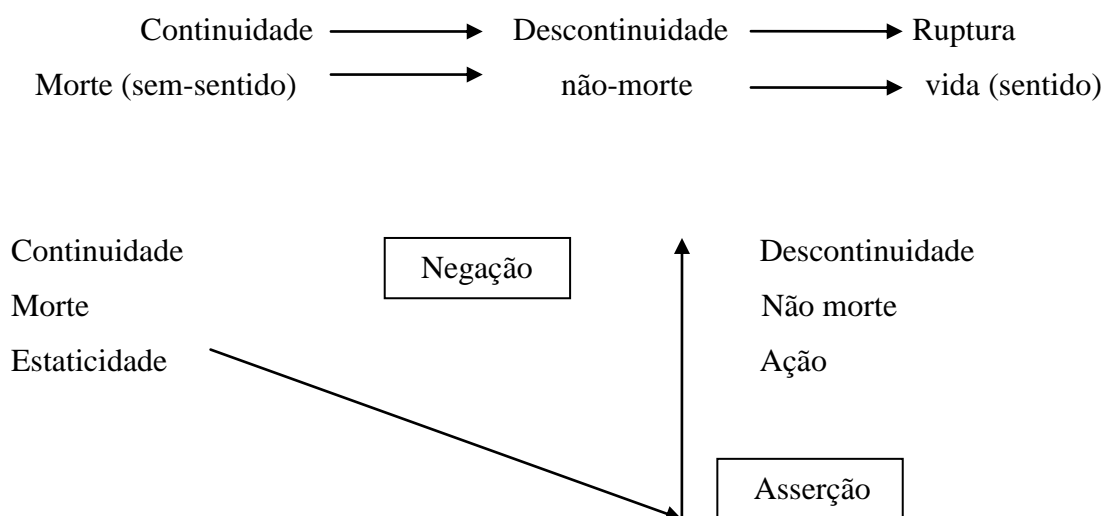 Continuidade Descontinuidade Ruptura
Morte (sem-sentido) não-morte vida (sentido)
Continuidade Negação Descontinuidade
Morte Não morte
Estaticidade Ação
Asserção